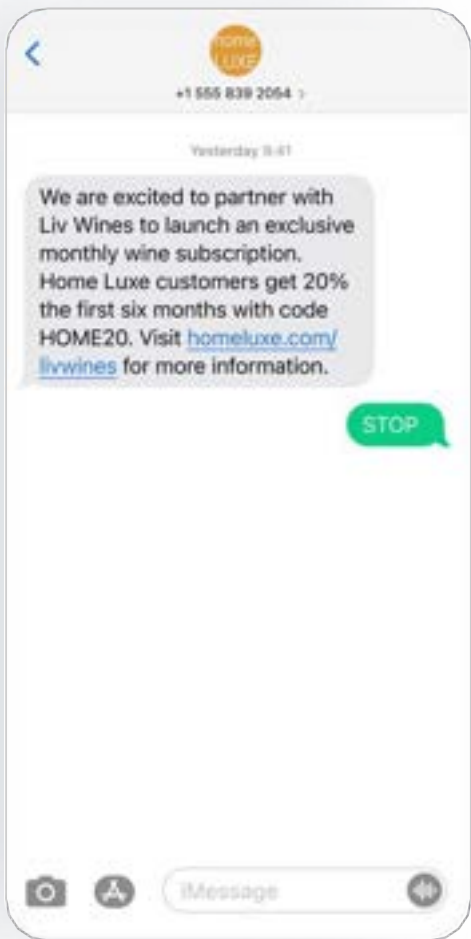 home
LUXE
+1 555 839 2054
Yesterday 9:41
We are excited to partner with
Liv Wines to launch an exclusive
monthly wine subscription.
Home Luxe customers get 20%
the first six months with code
HOME20. Visit homeluxe.com/
livwines for more information.
STOP
iMessage